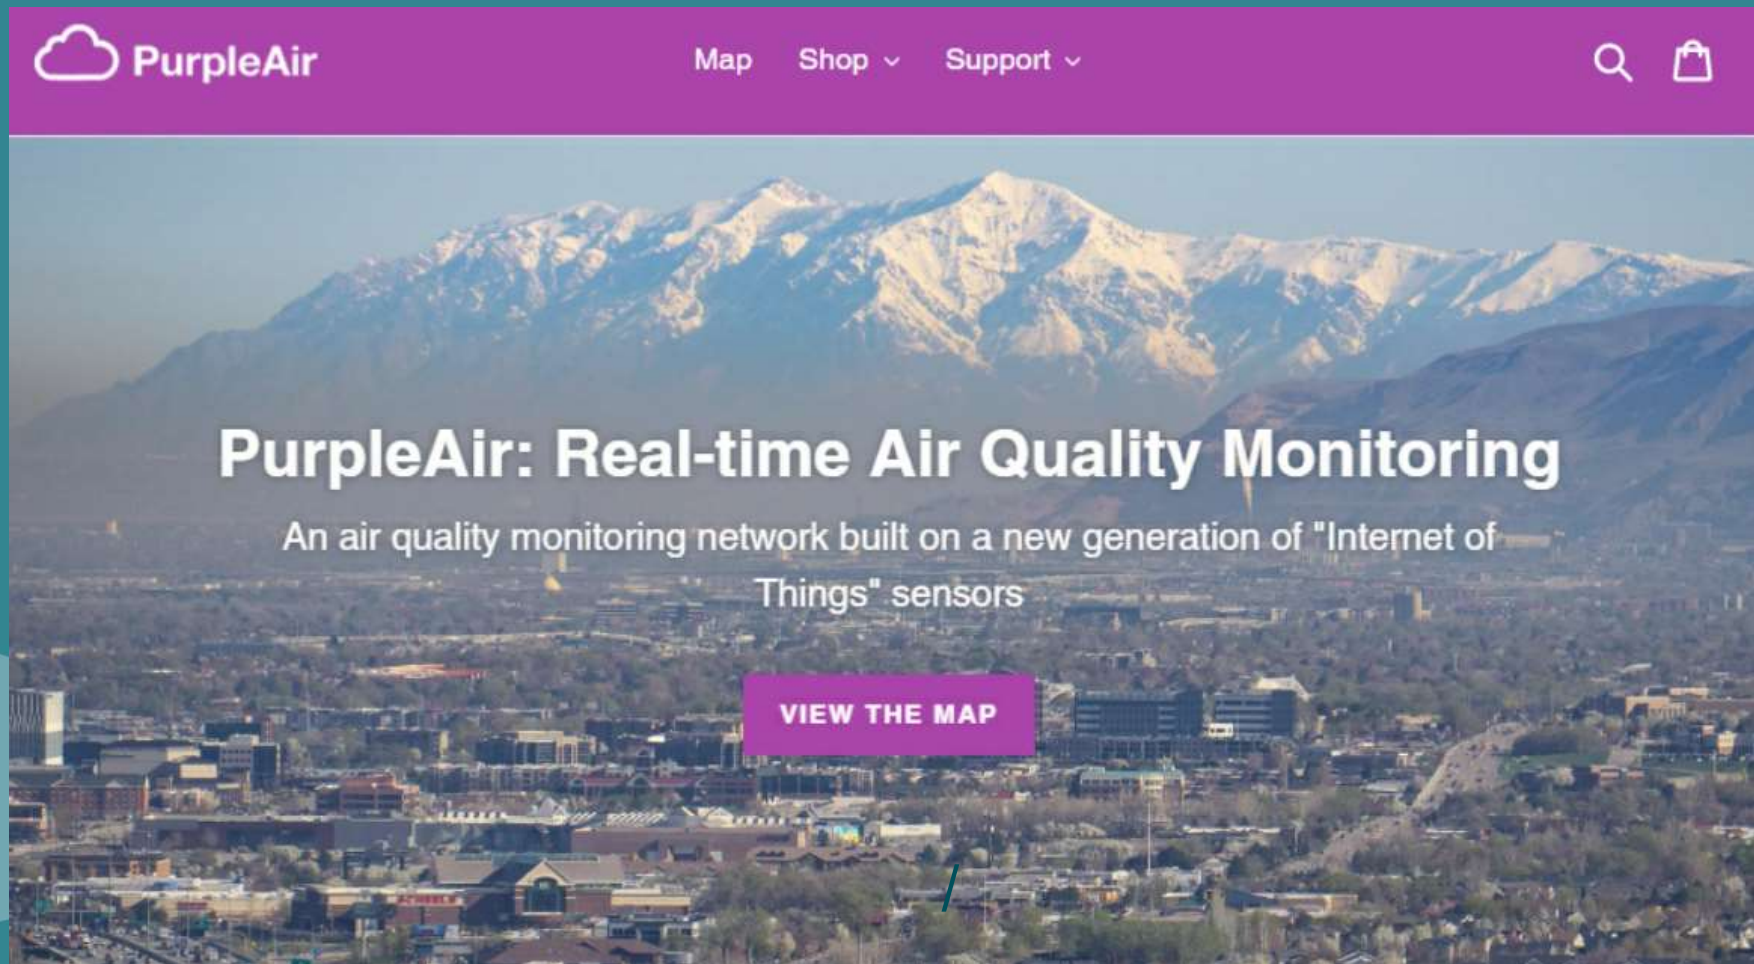 PurpleAir
Map
Shop
Support
PurpleAir: Real-time Air Quality Monitoring
An air quality monitoring network built on a new generation of "Internet of
Things" sensors
VIEW THE MAP
SCHEELS
/